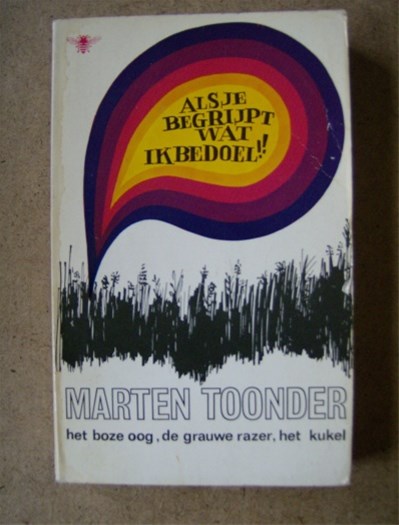 ALS JE
BEGRIJPT
WAT
IK BEDOEL!!
MARTEN TOONDER
het boze oog, de grauwe razer, het kukel